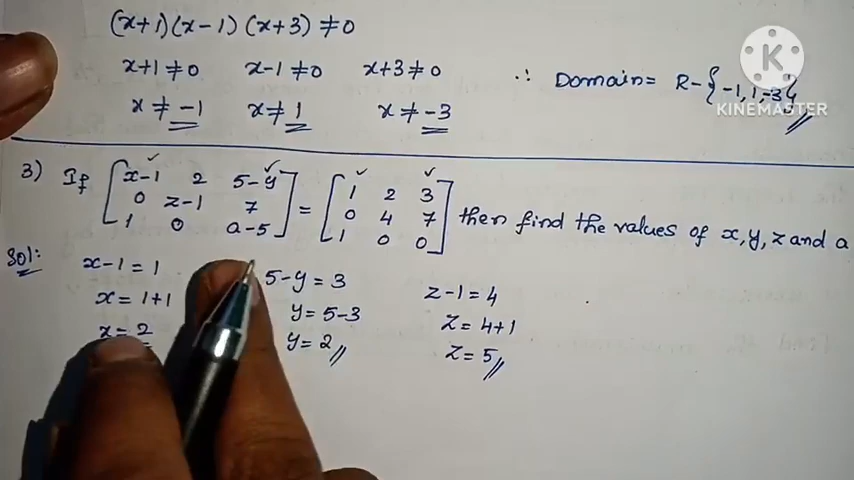 (x+1)(x-1)(x+3) ≠0
x+1≠0 x-1≠0 x+3≠0 ∴ Domain= R-{-1,1,-3}
x≠-1 x≠1 x≠-3
K
KINEMASTER
3) If [x-1 2 5-y] = [1 2 3] then find the values of x,y,z and a
[0 z-1 7] [0 4 7]
[1 0 a-5] [1 0 0]
Sol:
x-1=1 5-y=3 z-1=4
x=1+1 y=5-3 z=4+1
x=2 y=2 z=5